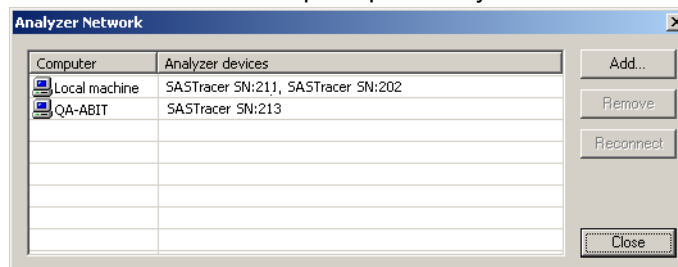 Analyzer Network
Computer Analyzer devices Add...
Local machine SASTracer SN:211, SASTracer SN:202
QA-ABIT SASTracer SN:213 Remove
Reconnect
Close